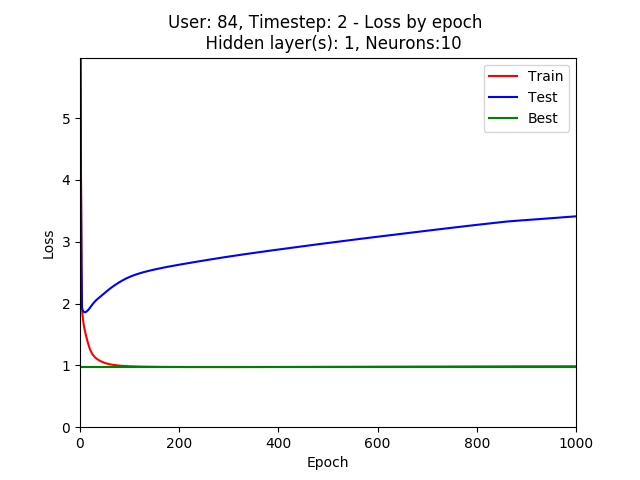 User: 84, Timestep: 2 - Loss by epoch
Hidden layer(s): 1, Neurons:10
Train
Test
Best
5
4
3
2
1
0
Loss
0 200 400 600 800 1000
Epoch